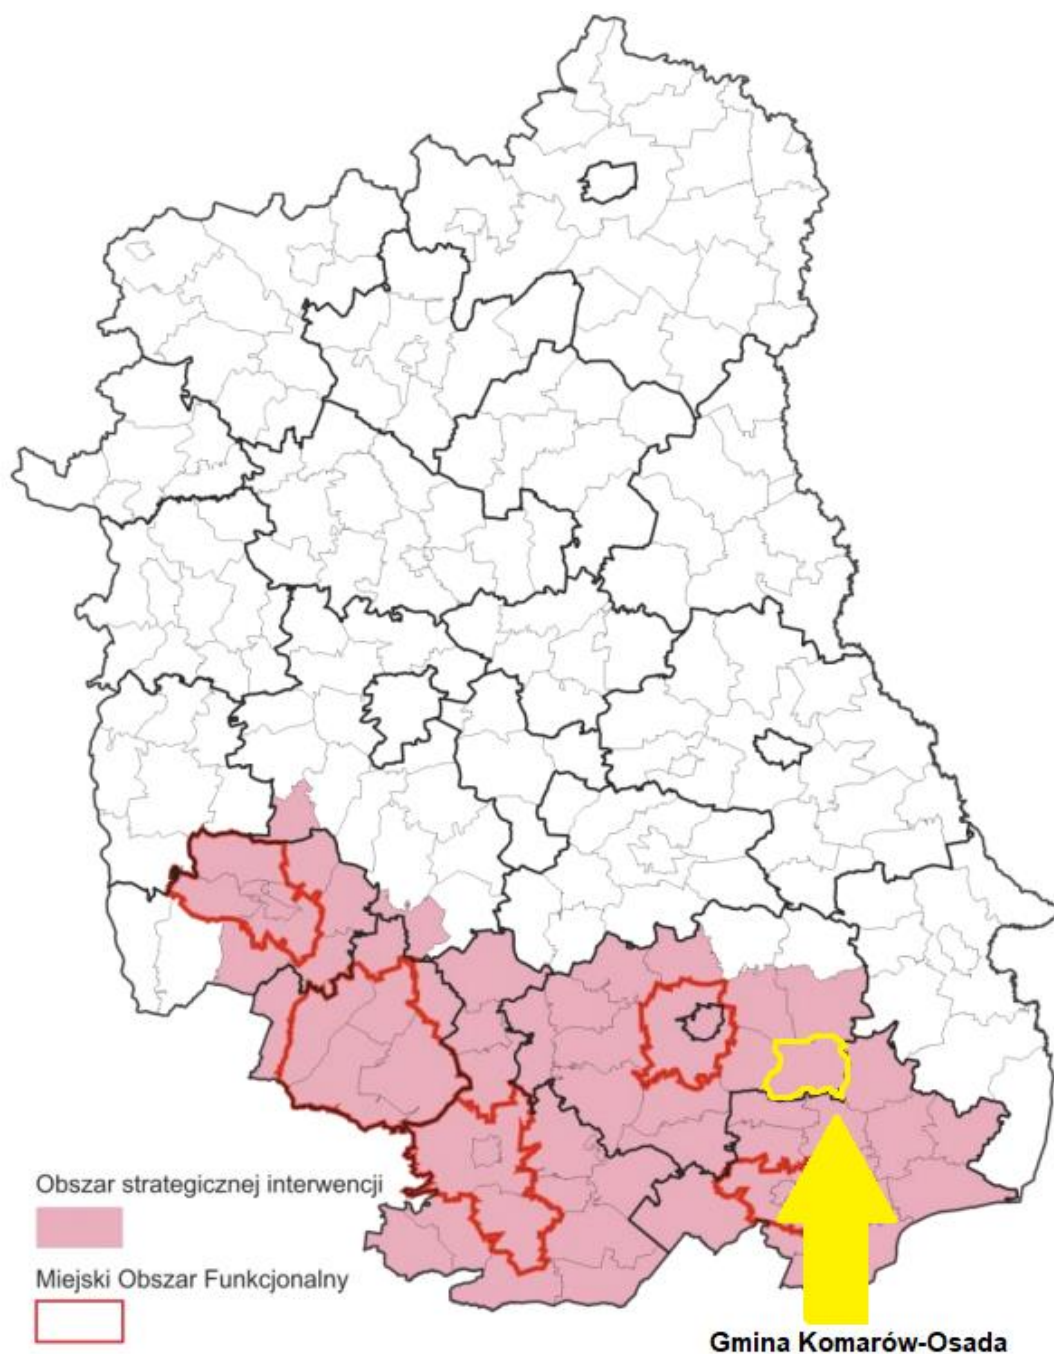 Obszar strategicznej interwencji
Miejski Obszar Funkcjonalny
Gmina Komarów-Osada